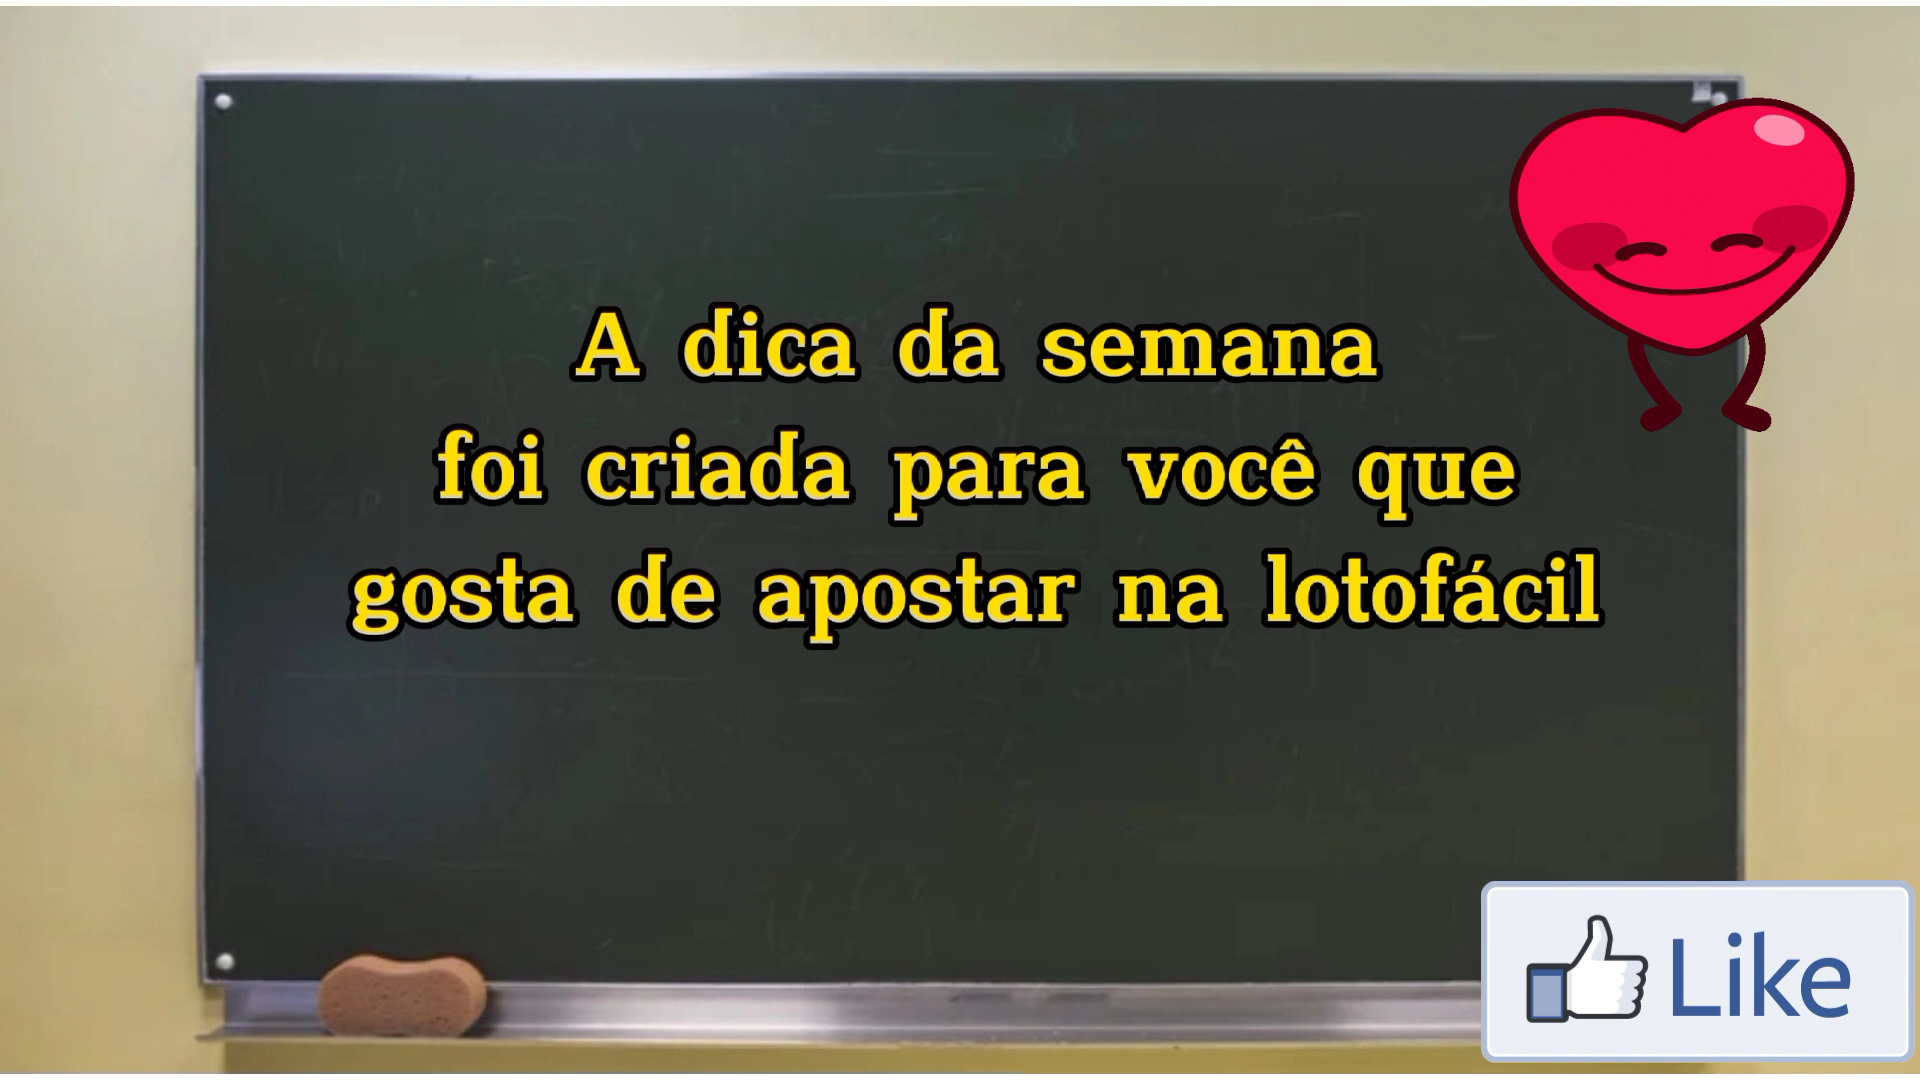 A dica da semana
foi criada para você que
gosta de apostar na lotofácil
Like